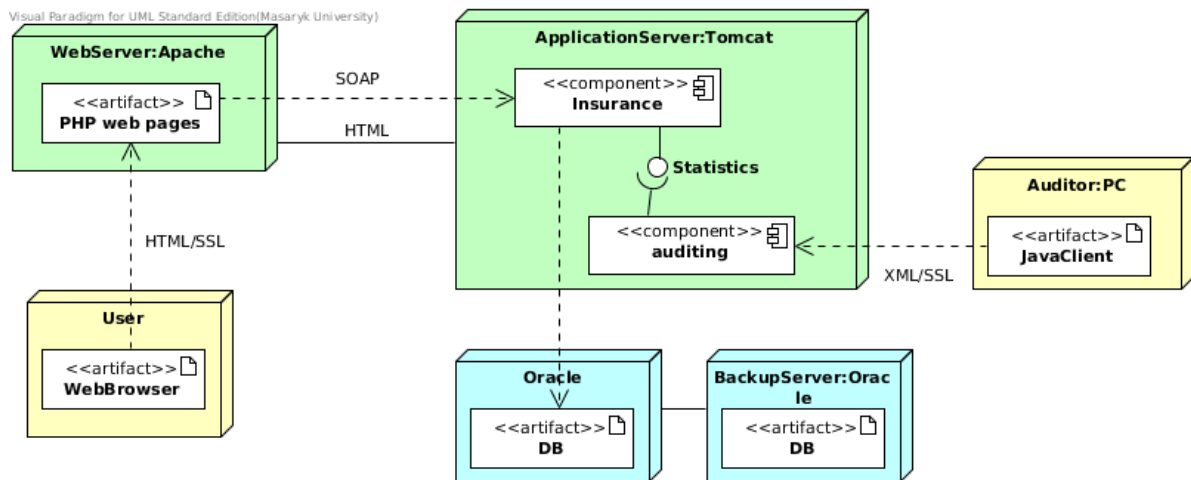 Visual Paradigm for UML Standard Edition(Masaryk University)
WebServer:Apache
<<artifact>>
PHP web pages
SOAP
HTML
ApplicationServer:Tomcat
<<component>>
Insurance
Statistics
<<component>>
auditing
Auditor:PC
<<artifact>>
JavaClient
XML/SSL
HTML/SSL
User
<<artifact>>
WebBrowser
Oracle
<<artifact>>
DB
BackupServer:Orac
le
<<artifact>>
DB